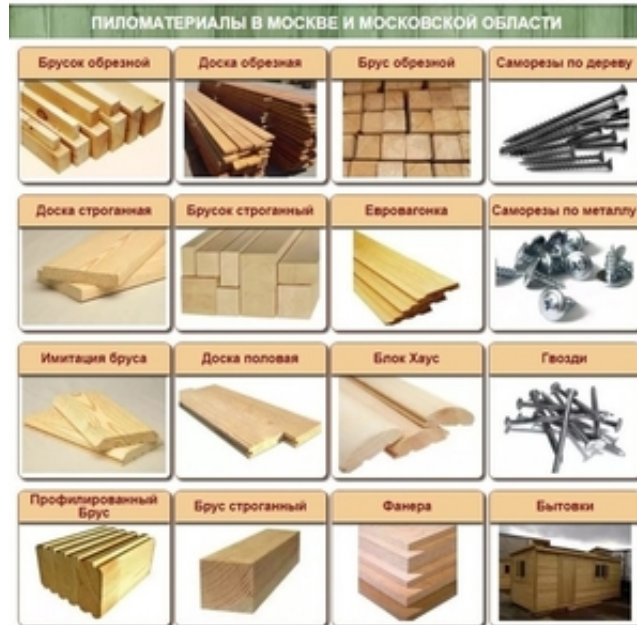 ПИЛОМАТЕРИАЛЫ В МОСКВЕ И МОСКОВСКОЙ ОБЛАСТИ
Брусок обрезной
Доска обрезная
Брус обрезной
Саморезы по дереву
Доска строганная
Брусок строганный
Евровагонка
Саморезы по металлу
Имитация бруса
Доска половая
Блок Хаус
Гвозди
Профилированный
Брус
Брус строганный
Фанера
Бытовки